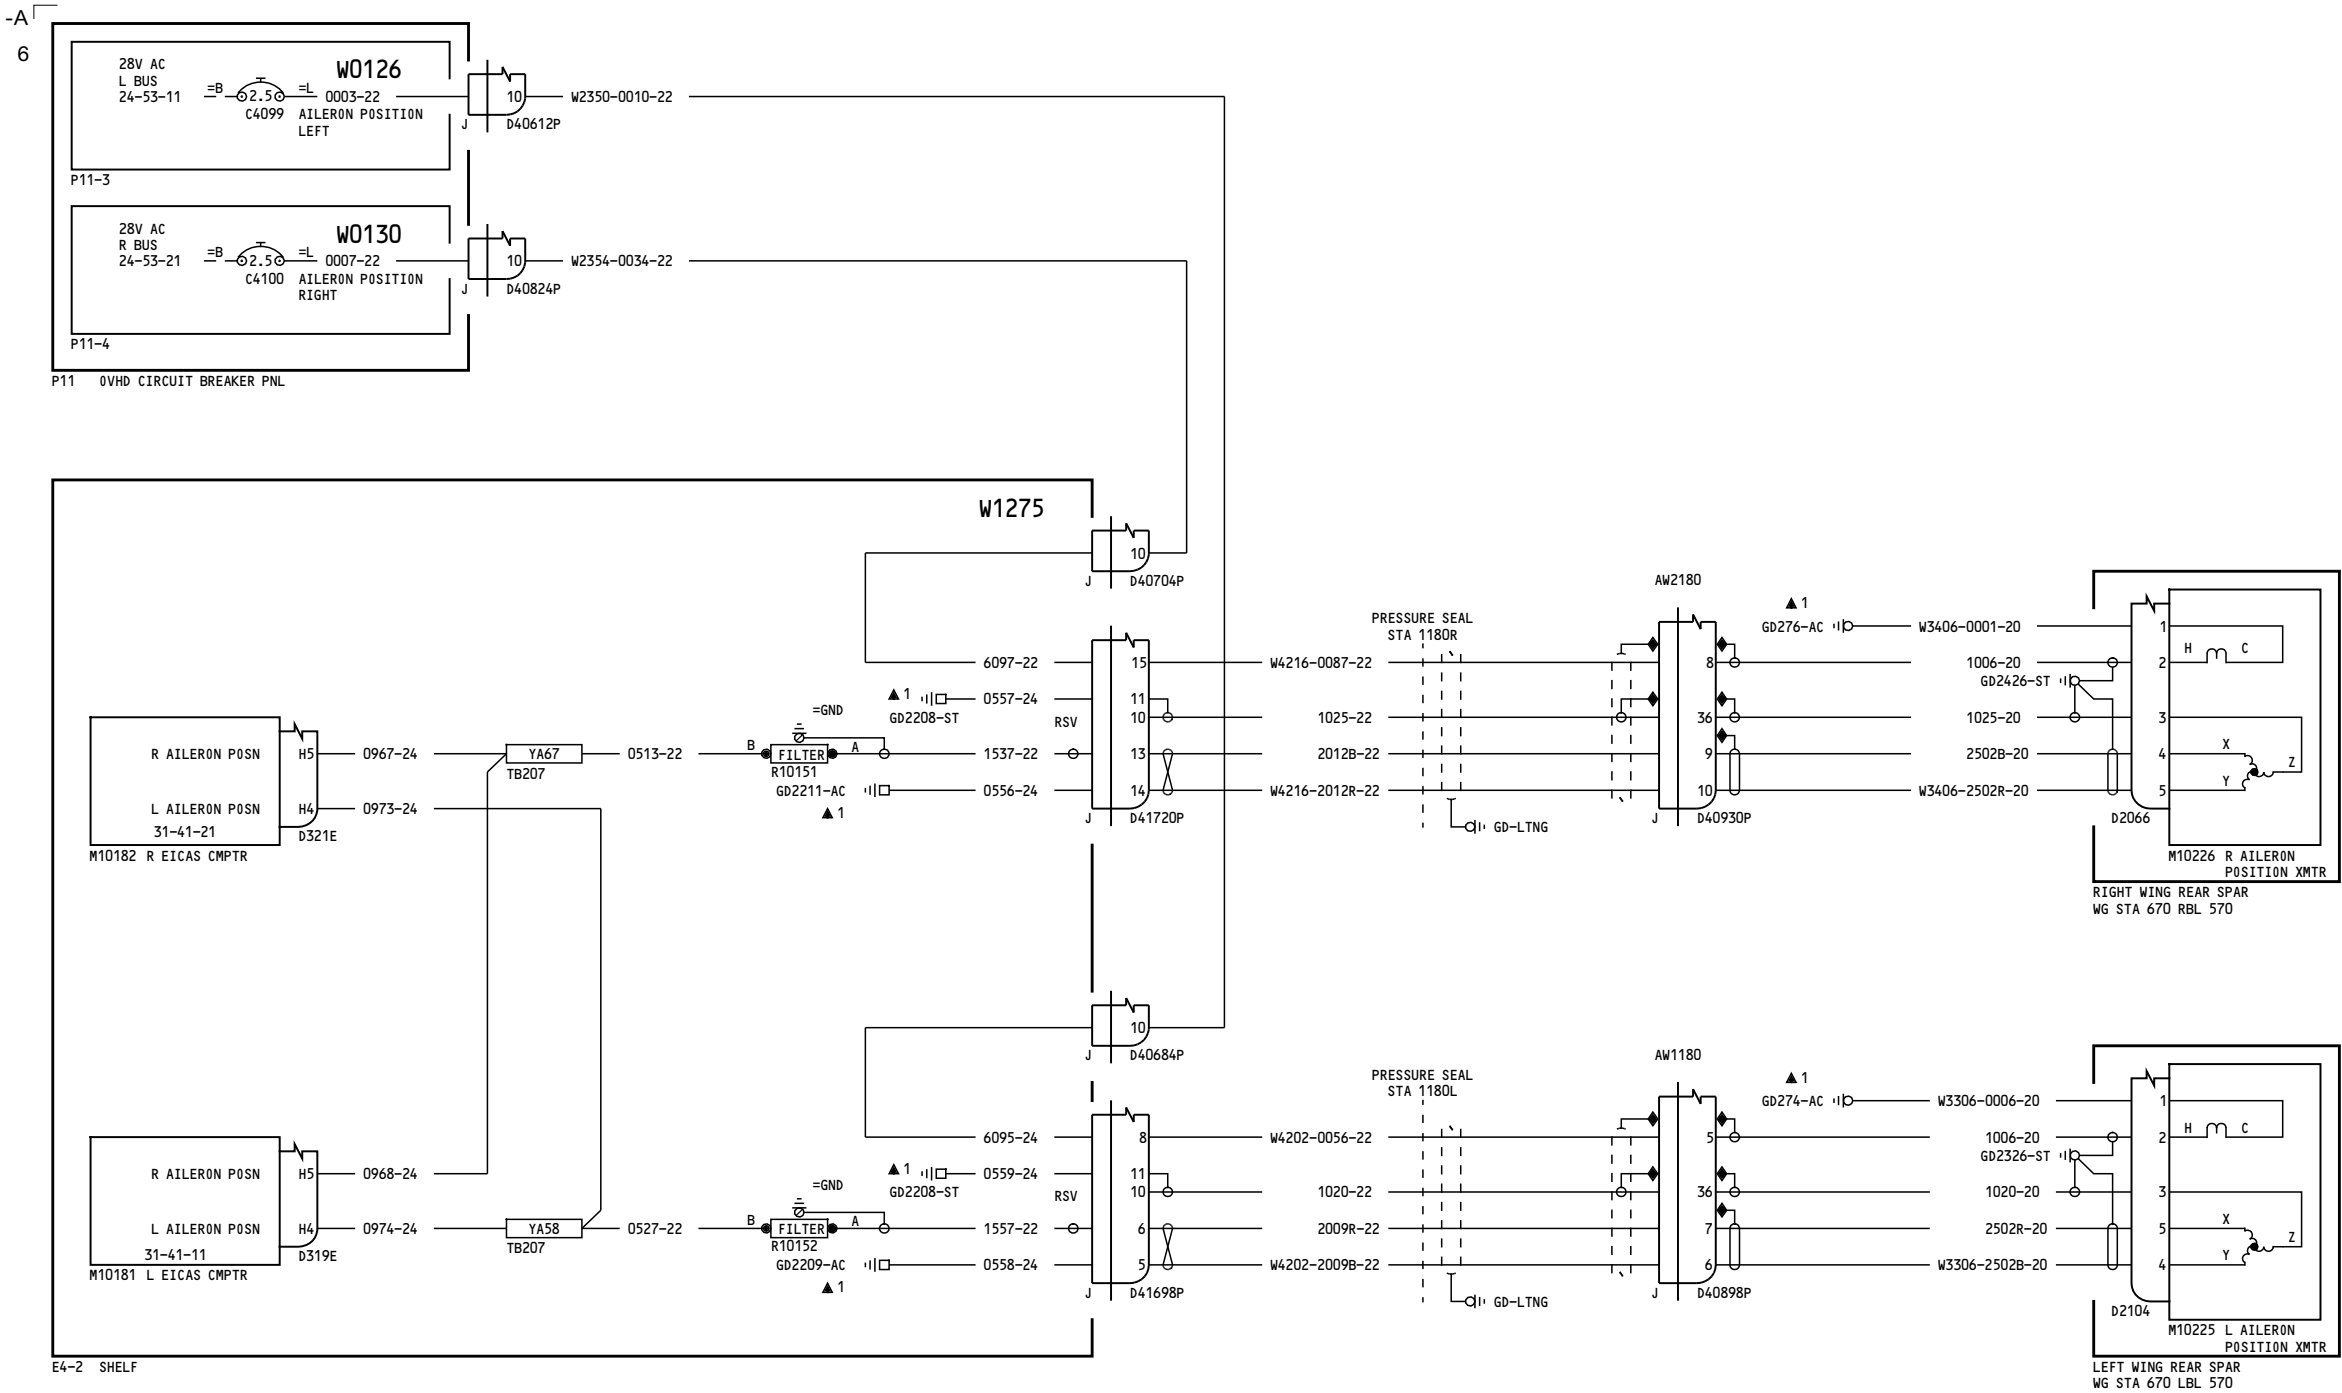 -A
6
28V AC
L BUS
24-53-11
=B
2.5
C4099
=L
W0126
0003-22
AILERON POSITION
LEFT
P11-3
J
10
D40612P
W2350-0010-22
28V AC
R BUS
24-53-21
=B
2.5
C4100
=L
W0130
0007-22
AILERON POSITION
RIGHT
P11-4
J
10
D40824P
W2354-0034-22
P11 OVHD CIRCUIT BREAKER PNL
W1275
10
J
D40704P
R AILERON POSN
H5
0967-24
YA67
TB207
0513-22
L AILERON POSN
H4
0973-24
31-41-21
D321E
M10182 R EICAS CMPTR
=GND
B
FILTER
A
R10151
GD2211-AC
1
1
GD2208-ST
6097-22
0557-24
RSV
1537-22
0556-24
15
11
10
13
14
J
D41720P
W4216-0087-22
1025-22
2012B-22
W4216-2012R-22
PRESSURE SEAL
STA 1180R
GD-LTNG
AW2180
8
36
9
10
J
D40930P
1
GD276-AC
W3406-0001-20
1006-20
GD2426-ST
1025-20
2502B-20
W3406-2502R-20
1
2
3
4
5
D2066
H
C
X
Y
Z
M10226 R AILERON
POSITION XMTR
RIGHT WING REAR SPAR
WG STA 670 RBL 570
10
J
D40684P
R AILERON POSN
H5
0968-24
L AILERON POSN
H4
0974-24
YA58
TB207
0527-22
31-41-11
D319E
M10181 L EICAS CMPTR
=GND
B
FILTER
A
R10152
GD2209-AC
1
1
GD2208-ST
6095-24
0559-24
RSV
1557-22
0558-24
8
11
10
6
5
J
D41698P
W4202-0056-22
1020-22
2009R-22
W4202-2009B-22
PRESSURE SEAL
STA 1180L
GD-LTNG
AW1180
5
36
7
6
J
D40898P
1
GD274-AC
W3306-0006-20
1006-20
GD2326-ST
1020-20
2502R-20
W3306-2502B-20
1
2
3
5
4
D2104
H
C
X
Y
Z
M10225 L AILERON
POSITION XMTR
LEFT WING REAR SPAR
WG STA 670 LBL 570
E4-2 SHELF